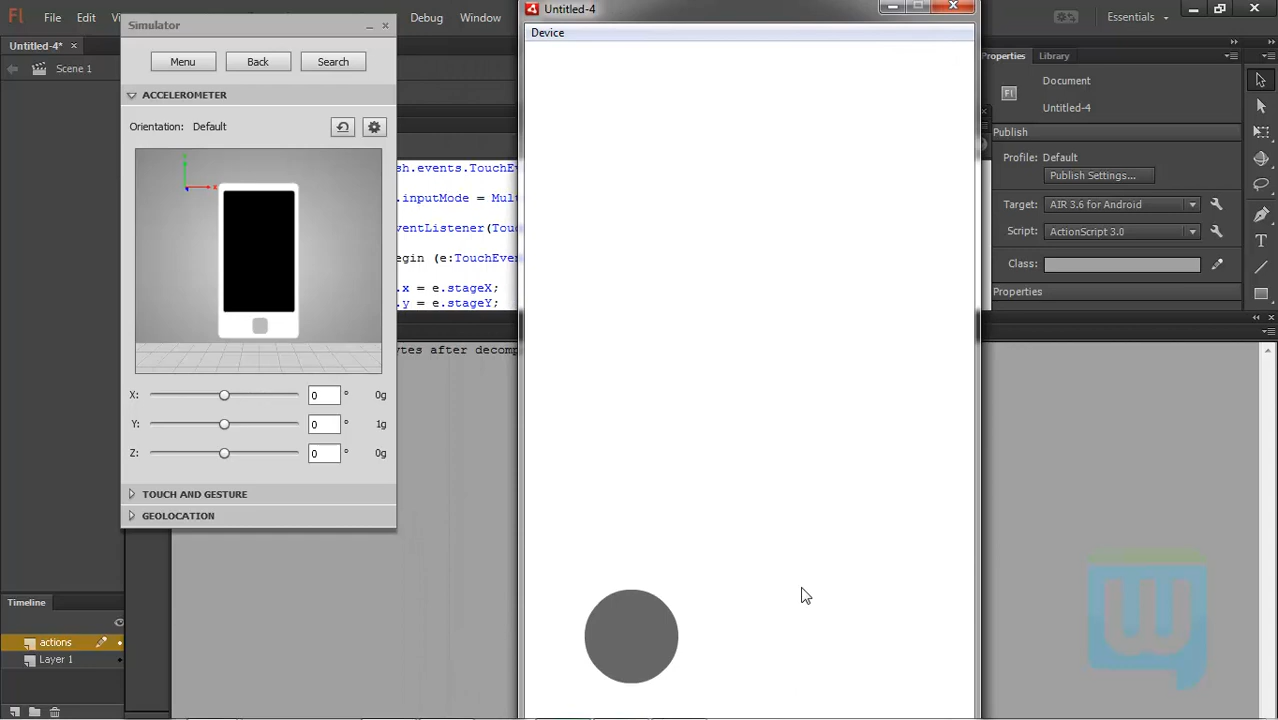 Fl
File
Edit
Debug
Window
Essentials
Untitled-4*
Scene 1
Simulator
Menu
Back
Search
ACCELEROMETER
Orientation: Default
x
X: 0 ° 0g
Y: 0 ° 1g
Z: 0 ° 0g
TOUCH AND GESTURE
GEOLOCATION
Timeline
actions
Layer 1
sh.events.TouchEv
.inputMode = Mul
ventListener(Touc
egin (e:TouchEve
.x = e.stageX;
.y = e.stageY;
ytes after decomp
Untitled-4
Device
Properties
Library
Fl
Document
Untitled-4
Publish
Profile: Default
Publish Settings...
Target: AIR 3.6 for Android
Script: ActionScript 3.0
Class:
Properties
T
w